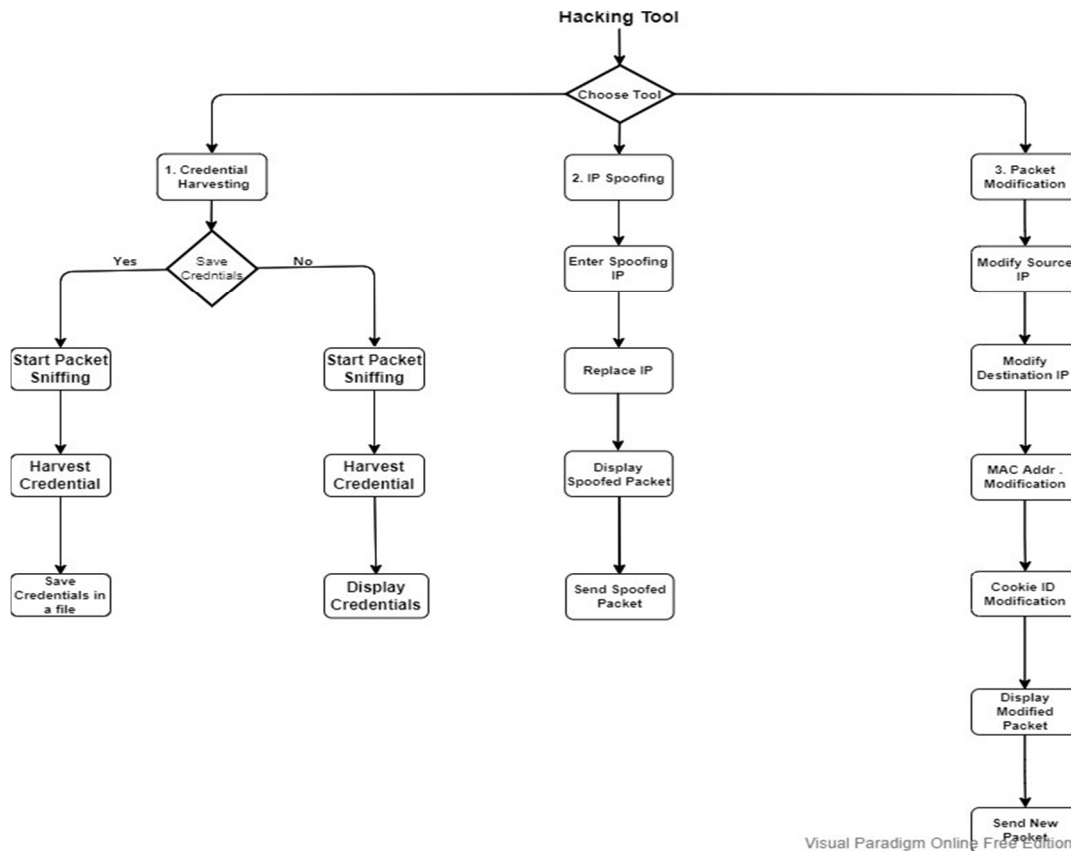 Hacking Tool
Choose Tool
1. Credential
Harvesting
2. IP Spoofing
3. Packet
Modification
Yes
Save
Credntials
No
Enter Spoofing
IP
Modify Source
IP
Start Packet
Sniffing
Start Packet
Sniffing
Replace IP
Modify
Destination IP
Harvest
Credential
Harvest
Credential
Display
Spoofed Packet
MAC Addr .
Modification
Save
Credentials in
a file
Display
Credentials
Send Spoofed
Packet
Cookie ID
Modification
Display
Modified
Packet
Send New
Packet
Visual Paradigm Online Free Edition